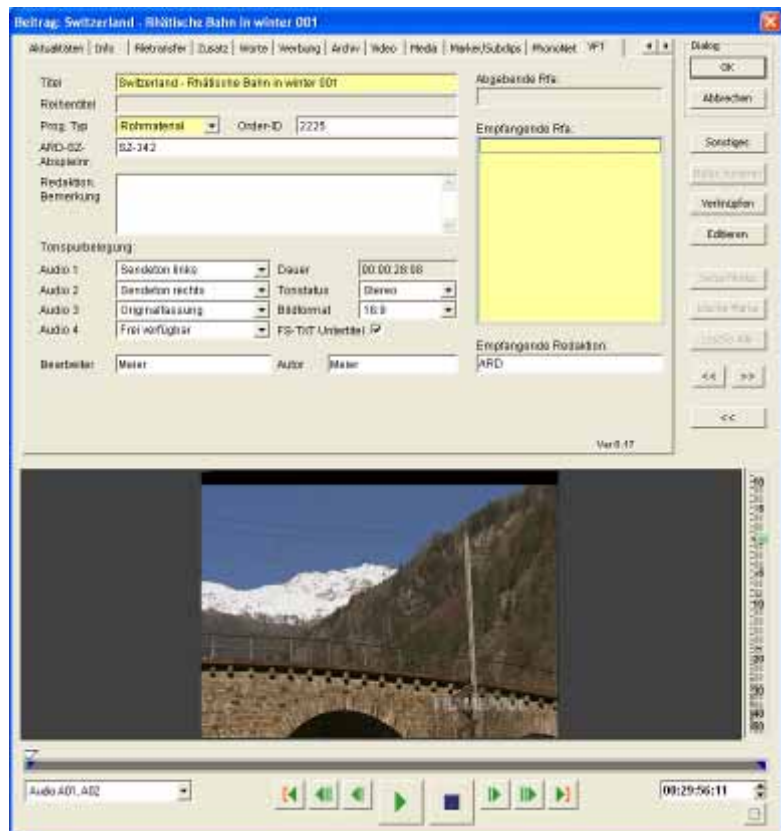 Beitrag: Switzerland - Rhätische Bahn in winter 001
Aktualitäten Info Filetransfer Zusatz Worte Werbung Archiv Video Media Marker/Subclips PhonoNet VFT
Dialog
OK
Abbrechen
Sonstiges
Verknüpfen
Editieren
<< >>
<<
Titel Switzerland - Rhätische Bahn in winter 001
Reihentitel
Prog. Typ Rohmaterial Order-ID 2225
ARD-SZ-Abspielnr. SZ-342
Redaktion. Bemerkung
Abgebende Rfa:
Empfangende Rfa:
Tonspurbelegung:
Audio 1 Sendeton links Dauer 00:00:28:08
Audio 2 Sendeton rechts Tonstatus Stereo
Audio 3 Originalfassung Bildformat 16:9
Audio 4 Frei verfügbar FS-TXT Untertitel
Empfangende Redaktion:
ARD
Bearbeiter Meier Autor Meier
Audio A01, A02
00:29:56:11